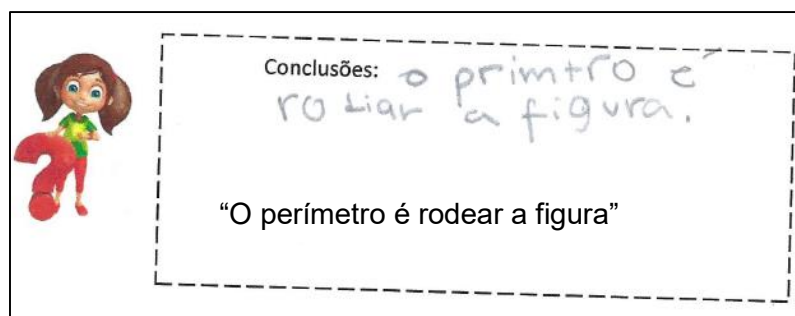 Conclusões: o primtro é
rodiar a figura.
“O perímetro é rodear a figura”